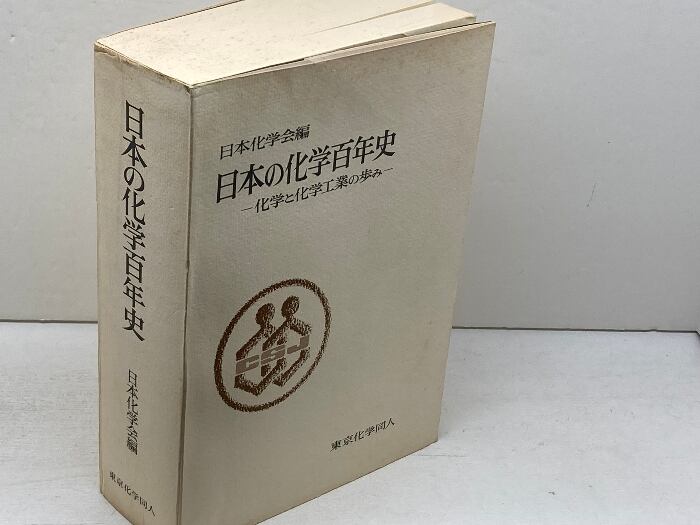 日本の化学百年史
日本化学会編
東京化学同人
日本化学会編
日本の化学百年史
—化学と化学工業の歩み—
CSJ
東京化学同人